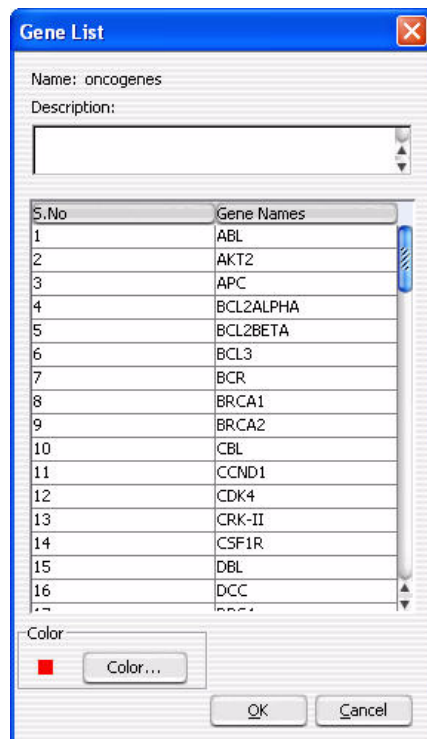 Gene List
Name: oncogenes
Description:
S.No Gene Names
1 ABL
2 AKT2
3 APC
4 BCL2ALPHA
5 BCL2BETA
6 BCL3
7 BCR
8 BRCA1
9 BRCA2
10 CBL
11 CCND1
12 CDK4
13 CRK-II
14 CSF1R
15 DBL
16 DCC
Color
Color...
OK Cancel